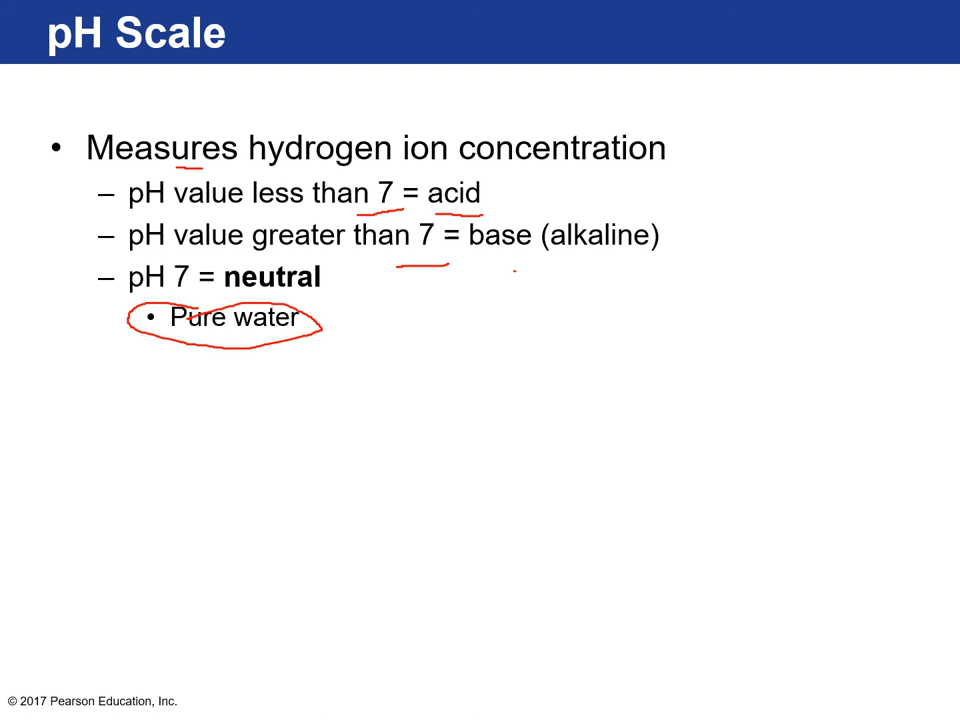 pH Scale
• Measures hydrogen ion concentration
– pH value less than 7 = acid
– pH value greater than 7 = base (alkaline)
– pH 7 = neutral
• Pure water
© 2017 Pearson Education, Inc.